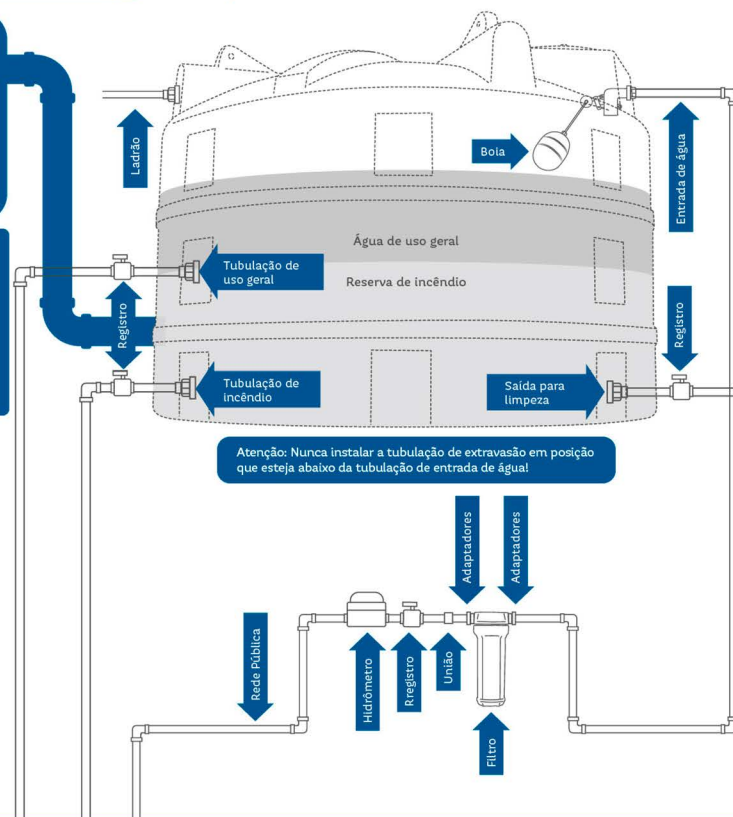 Ladrão
Boia
Entrada de água
Água de uso geral
Tubulação de
uso geral
Reserva de incêndio
Registro
Registro
Tubulação de
incêndio
Saída para
limpeza
Atenção: Nunca instalar a tubulação de extravasão em posição
que esteja abaixo da tubulação de entrada de água!
Adaptadores
Adaptadores
Rede Pública
Hidrômetro
Rregistro
União
Filtro